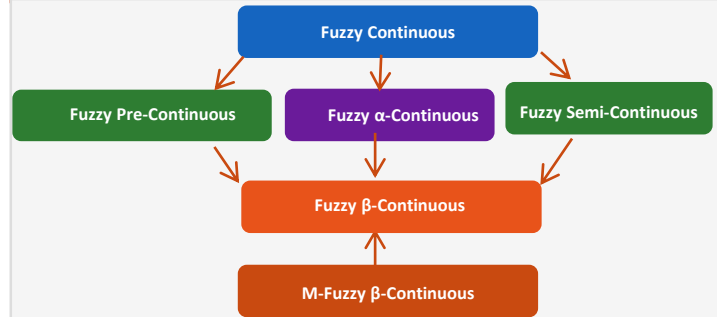 Fuzzy Continuous
Fuzzy Pre-Continuous
Fuzzy α-Continuous
Fuzzy Semi-Continuous
Fuzzy β-Continuous
M-Fuzzy β-Continuous